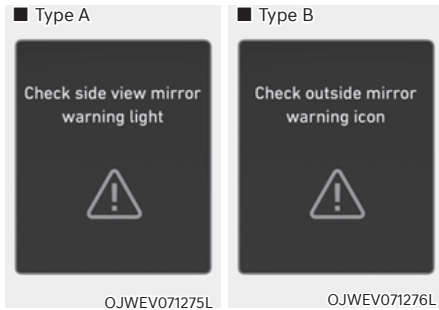 ■ Type A
Check side view mirror
warning light
OJWEV071275L
■ Type B
Check outside mirror
warning icon
OJWEV071276L